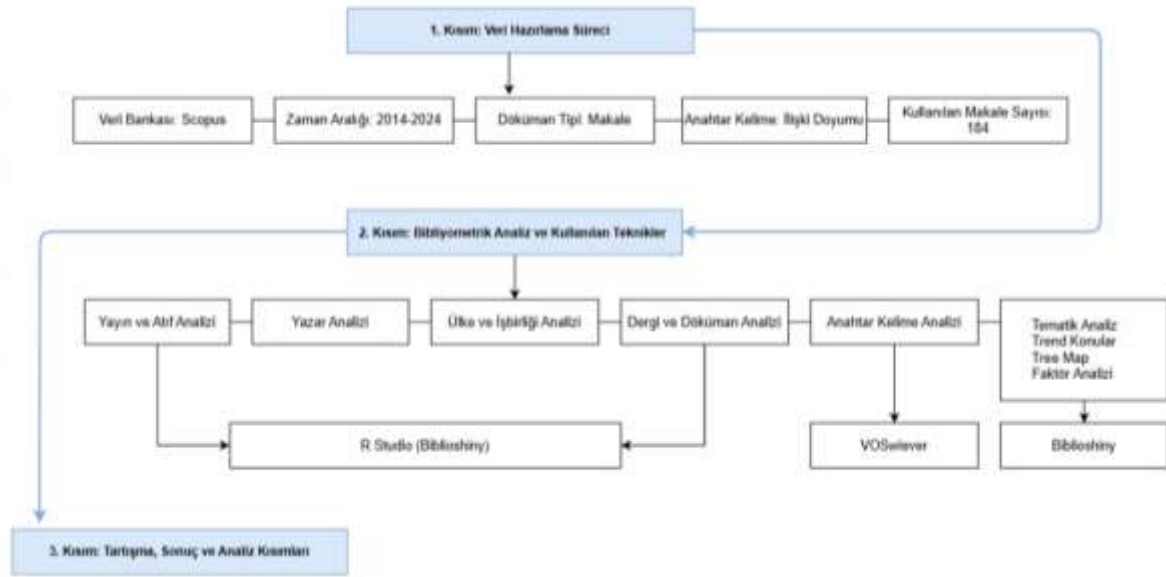 1. Kısım: Veri Hazırlama Süreci
Veri Bankası: Scopus
Zaman Aralığı: 2014-2024
Döküman Tipi: Makale
Anahtar Kelime: İlişki Doyumu
Kullanılan Makale Sayısı:
184
2. Kısım: Bibliyometrik Analiz ve Kullanılan Teknikler
Yayın ve Atıf Analizi
Yazar Analizi
Ülke ve İşbirliği Analizi
Dergi ve Döküman Analizi
Anahtar Kelime Analizi
Tematik Analiz
Trend Konular
Tree Map
Faktör Analizi
R Studio (Biblioshiny)
VOSwiever
Biblioshiny
3. Kısım: Tartışma, Sonuç ve Analiz Kısımları